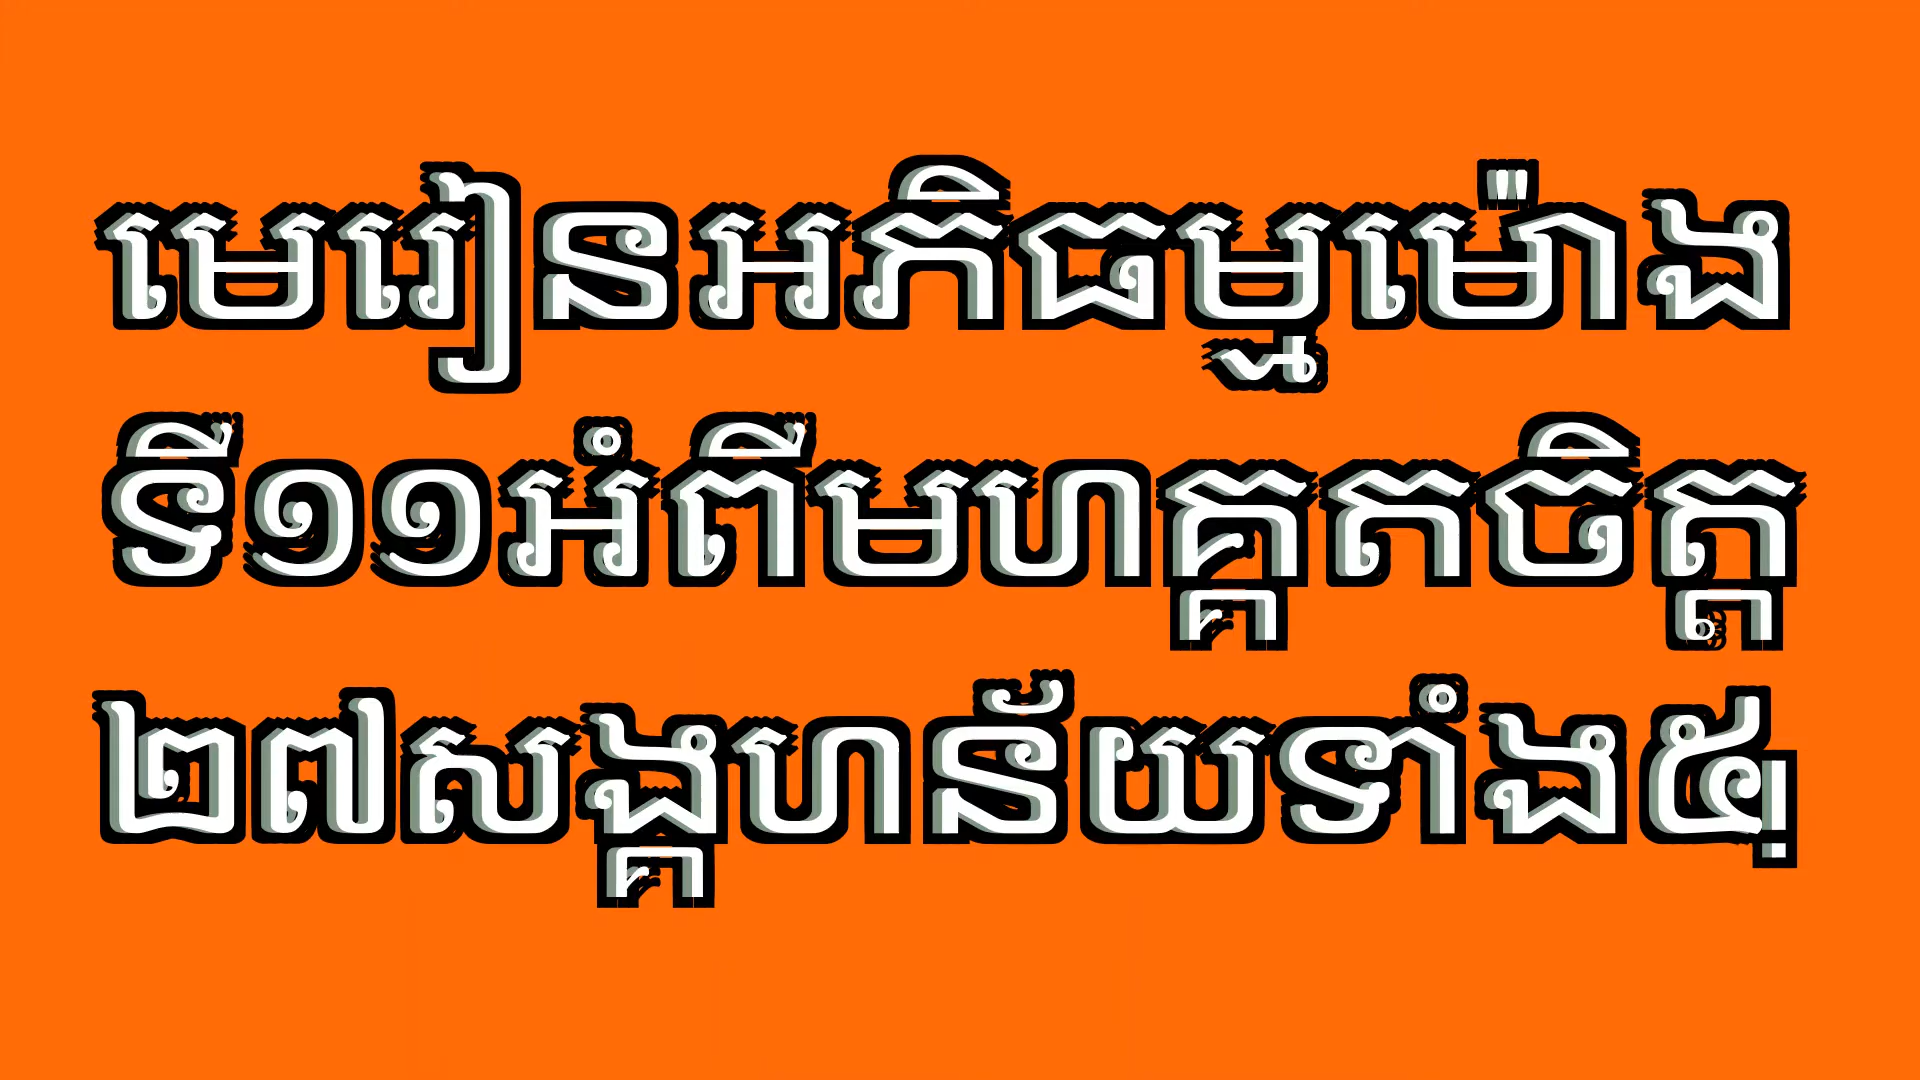 មេរៀនអភិធម្មម៉ោង
ទី១១អំពីមហគ្គតចិត្ត
២៧សង្គហន័យទាំង៥